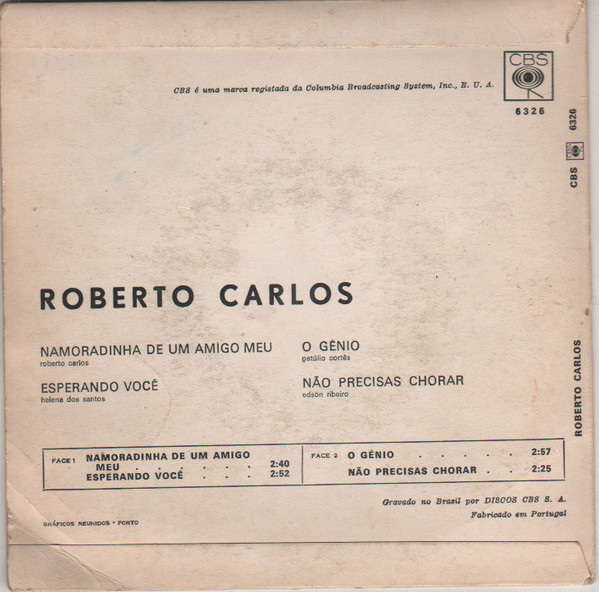 CBS
CBS é uma marca registada da Columbia Broadcasting System, Inc., E. U. A.
6326
CBS 6326
ROBERTO CARLOS
ROBERTO CARLOS
NAMORADINHA DE UM AMIGO MEU
roberto carlos
O GÉNIO
getúlio cortês
ESPERANDO VOCÊ
helena dos santos
NÃO PRECISAS CHORAR
edson ribeiro
FACE 1 NAMORADINHA DE UM AMIGO
MEU . . . . . . 2:40
ESPERANDO VOCÊ . . . 2:52
FACE 2 O GÉNIO . . . . . 2:57
NÃO PRECISAS CHORAR . . 2:25
Gravado no Brasil por DISCOS CBS S. A.
Fabricado em Portugal
GRÁFICOS REUNIDOS • PORTO